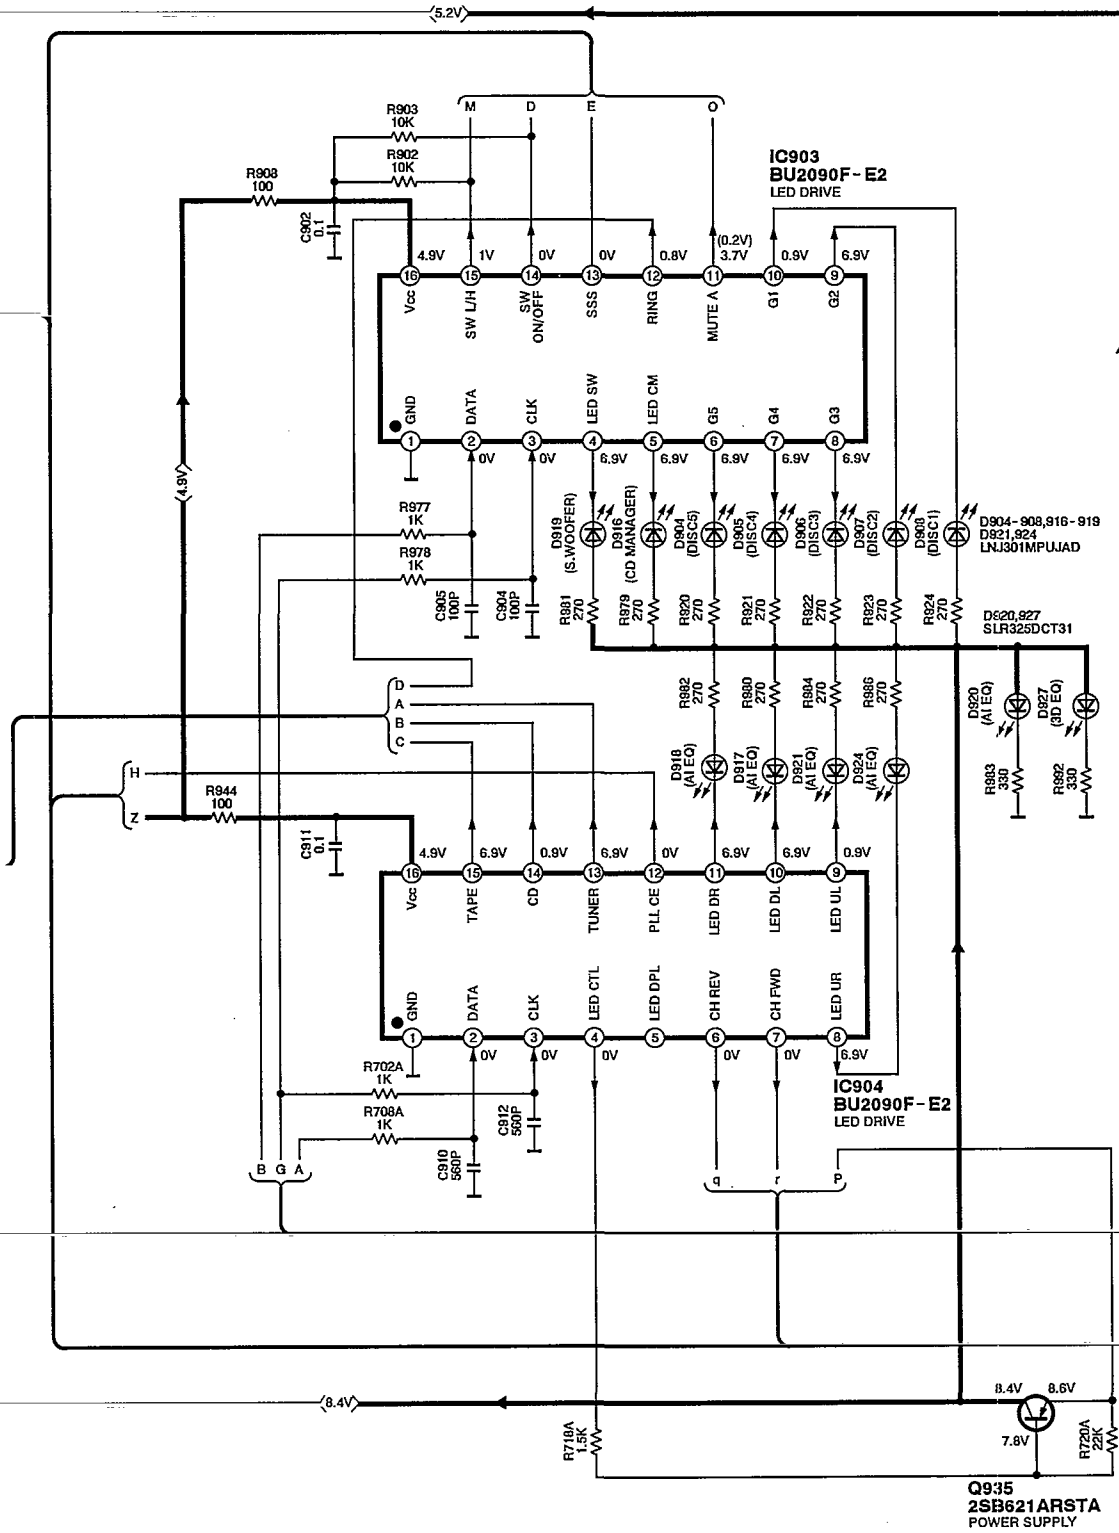 5.2V
M D E O
R903
10K
R902
10K
R908
100
C902
0.1
IC903
BU2090F-E2
LED DRIVE
4.9V 1V 0V 0V 0.8V (0.2V) 3.7V 0.9V 6.9V
16 15 14 13 12 11 10 9
Vcc
SW L/H
SW ON/OFF
SSS
RING
MUTE A
G1
G2
GND
DATA
CLK
LED SW
LED CM
G5
G4
G3
1 2 3 4 5 6 7 8
0V 0V 6.9V 6.9V 6.9V 6.9V 6.9V
4.9V
R977
1K
R978
1K
C905
100P
C904
100P
D919
(S.WOOFER)
D916
(CD MANAGER)
D904
(DISC5)
D905
(DISC4)
D906
(DISC3)
D907
(DISC2)
D908
(DISC1)
D904-908,916-919
D921,924
LNJ301MPUJAD
R981
270
R979
270
R920
270
R921
270
R922
270
R923
270
R924
270
D920,927
SLR325DCT31
D
A
B
C
R982
270
R980
270
R984
270
R986
270
D920
(AI EQ)
D927
(3D EQ)
D918
(AI EQ)
D917
(AI EQ)
D921
(AI EQ)
D924
(AI EQ)
R983
330
R992
330
H
Z
R944
100
C911
0.1
4.9V 6.9V 0.9V 6.9V 0V 6.9V 6.9V 0.9V
16 15 14 13 12 11 10 9
Vcc
TAPE
CD
TUNER
PLL CE
LED DR
LED DL
LED UL
GND
DATA
CLK
LED CTL
LED DPL
CH REV
CH FWD
LED UR
1 2 3 4 5 6 7 8
0V 0V 0V 0V 0V 6.9V
R702A
1K
R708A
1K
C912
560P
C910
560P
IC904
BU2090F-E2
LED DRIVE
B G A
q r P
8.4V
8.4V 8.6V
7.8V
R718A
1.5K
R720A
22K
Q935
2SB621ARSTA
POWER SUPPLY